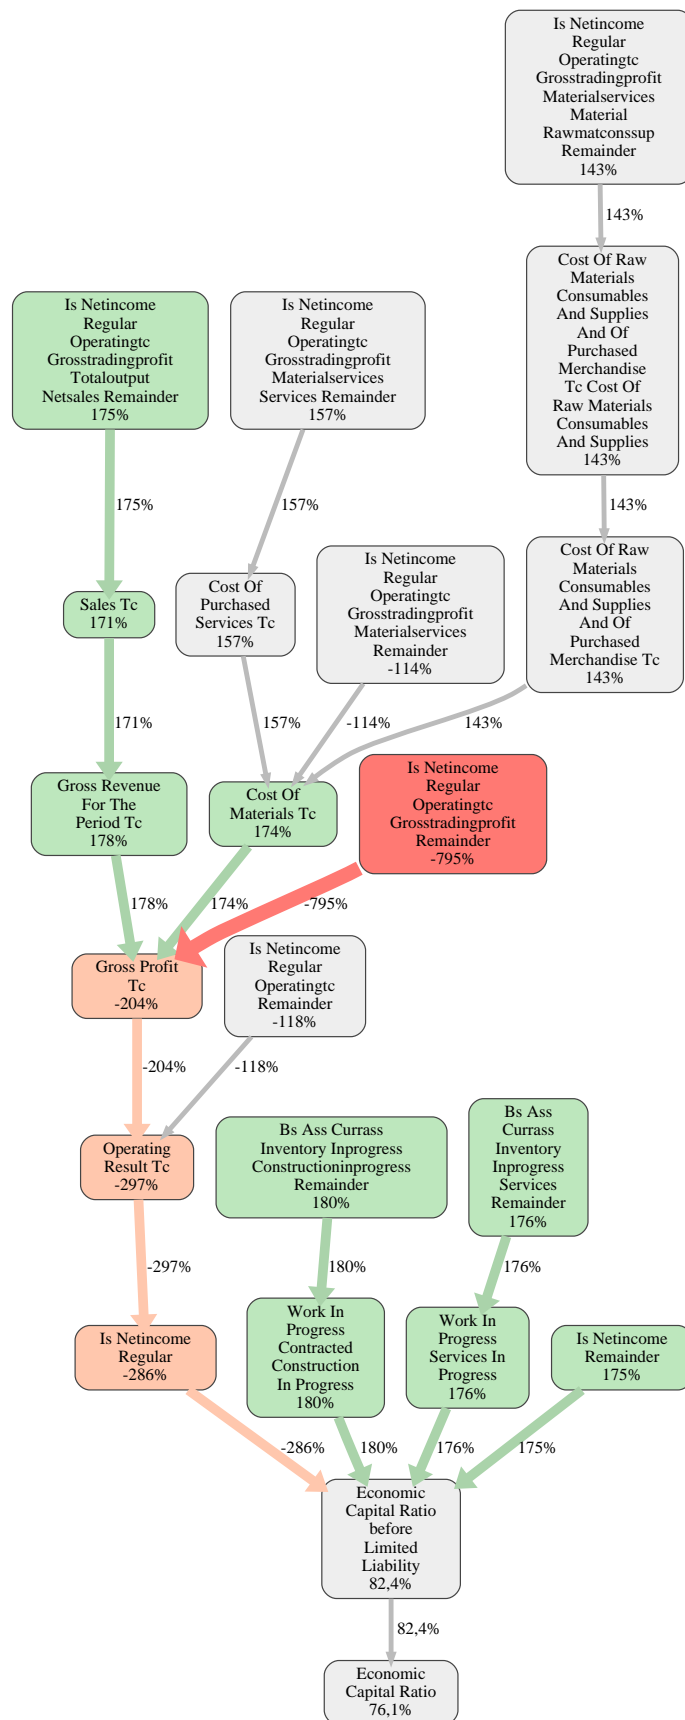 Is Netincome
Regular
Operatingtc
Grosstradingprofit
Materialservices
Material
Rawmatconssup
Remainder
143%
143%
Cost Of Raw
Materials
Consumables
And Supplies
And Of
Purchased
Merchandise
Tc Cost Of
Raw Materials
Consumables
And Supplies
143%
Is Netincome
Regular
Operatingtc
Grosstradingprofit
Totaloutput
Netsales Remainder
175%
Is Netincome
Regular
Operatingtc
Grosstradingprofit
Materialservices
Services Remainder
157%
175%
157%
143%
Is Netincome
Regular
Operatingtc
Grosstradingprofit
Materialservices
Remainder
-114%
Cost Of Raw
Materials
Consumables
And Supplies
And Of
Purchased
Merchandise Tc
143%
Sales Tc
171%
Cost Of
Purchased
Services Tc
157%
171%
157%
-114%
143%
Gross Revenue
For The
Period Tc
178%
Cost Of
Materials Tc
174%
Is Netincome
Regular
Operatingtc
Grosstradingprofit
Remainder
-795%
178%
174%
-795%
Gross Profit
Tc
-204%
Is Netincome
Regular
Operatingtc
Remainder
-118%
-204%
-118%
Operating
Result Tc
-297%
Bs Ass Currass
Inventory Inprogress
Constructioninprogress
Remainder
180%
Bs Ass
Currass
Inventory
Inprogress
Services
Remainder
176%
-297%
180%
176%
Is Netincome
Regular
-286%
Work In
Progress
Contracted
Construction
In Progress
180%
Work In
Progress
Services In
Progress
176%
Is Netincome
Remainder
175%
-286%
180%
176%
175%
Economic
Capital Ratio
before
Limited
Liability
82,4%
82,4%
Economic
Capital Ratio
76,1%